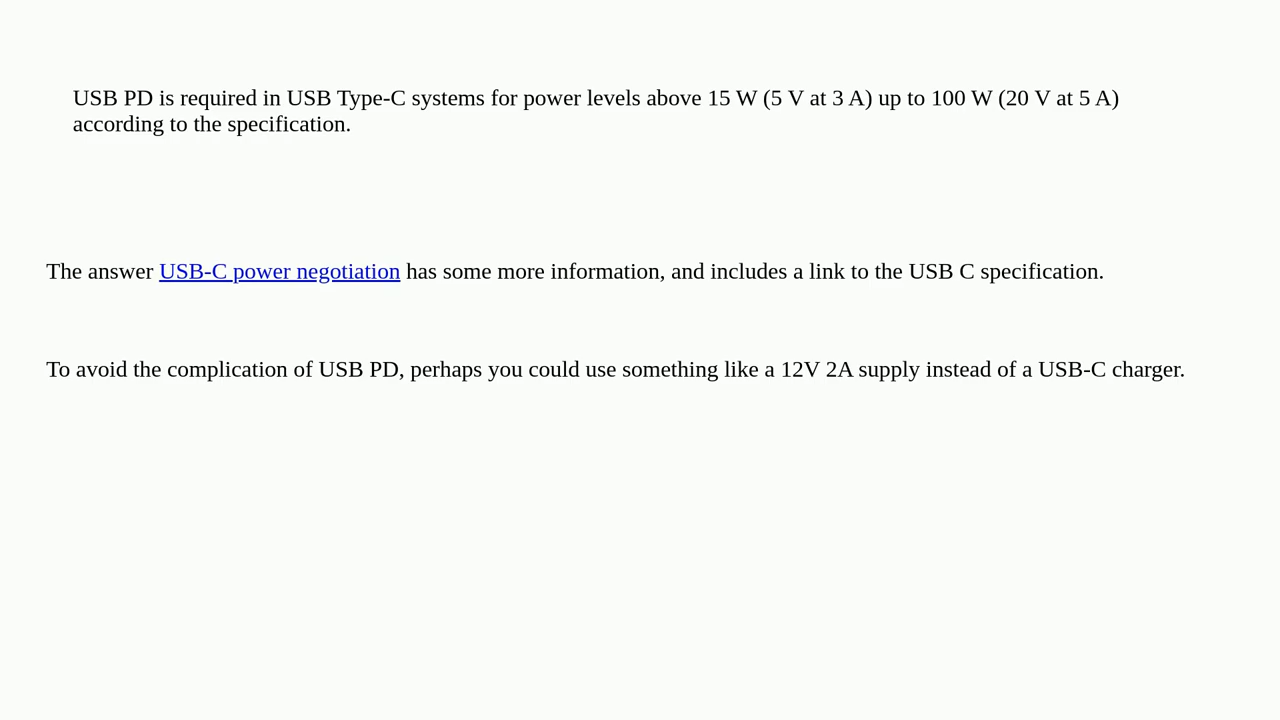 USB PD is required in USB Type-C systems for power levels above 15 W (5 V at 3 A) up to 100 W (20 V at 5 A)
according to the specification.
The answer USB-C power negotiation has some more information, and includes a link to the USB C specification.
To avoid the complication of USB PD, perhaps you could use something like a 12V 2A supply instead of a USB-C charger.